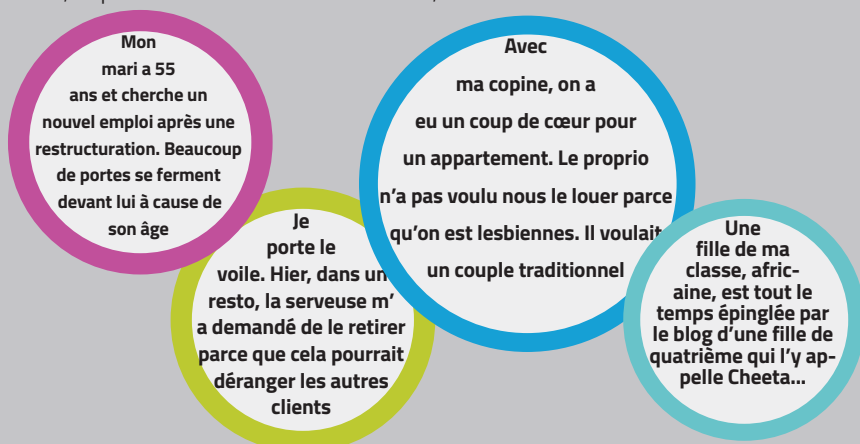 Mon
mari a 55
ans et cherche un
nouvel emploi après une
restructuration. Beaucoup
de portes se ferment
devant lui à cause de
son âge
Je
porte le
voile. Hier, dans un
resto, la serveuse m’
a demandé de le retirer
parce que cela pourrait
déranger les autres
clients
Avec
ma copine, on a
eu un coup de cœur pour
un appartement. Le proprio
n’a pas voulu nous le louer parce
qu’on est lesbiennes. Il voulait
un couple traditionnel
Une
fille de ma
classe, afric-
aine, est tout le
temps épinglée par
le blog d’une fille de
quatrième qui l’y ap-
pelle Cheeta...